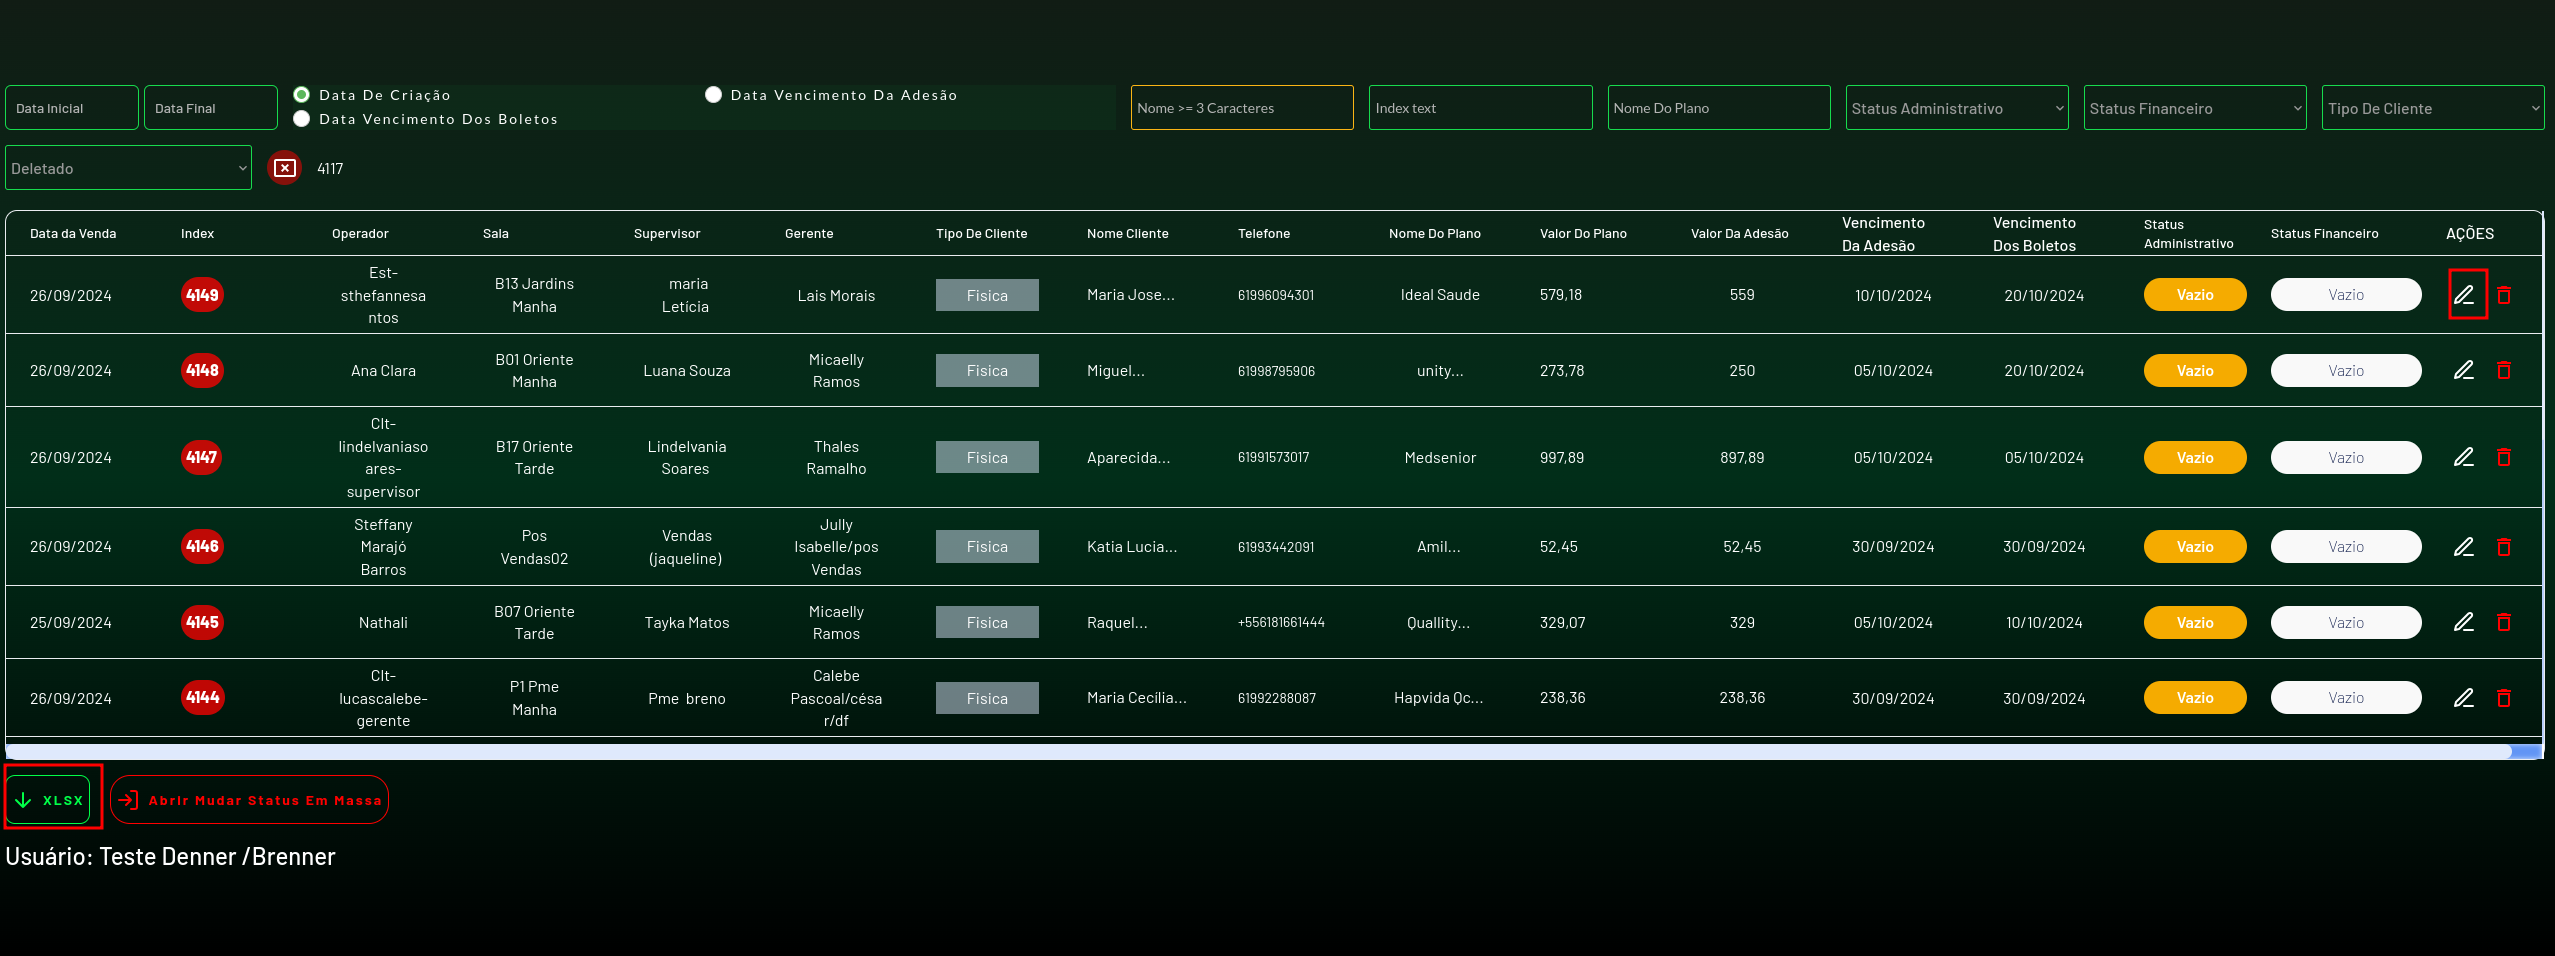 Data Inicial Data Final Data De Criação Data Vencimento Da Adesão Nome >= 3 Caracteres Index text Nome Do Plano Status Administrativo Status Financeiro Tipo De Cliente
Data Vencimento Dos Boletos
Deletado 4117
Data da Venda Index Operador Sala Supervisor Gerente Tipo De Cliente Nome Cliente Telefone Nome Do Plano Valor Do Plano Valor Da Adesão Vencimento Da Adesão Vencimento Dos Boletos Status Administrativo Status Financeiro AÇÕES
26/09/2024 4149 Est-sthefannesantos B13 Jardins Manha maria Letícia Lais Morais Fisica Maria Jose... 61996094301 Ideal Saude 579,18 559 10/10/2024 20/10/2024 Vazio Vazio
26/09/2024 4148 Ana Clara B01 Oriente Manha Luana Souza Micaelly Ramos Fisica Miguel... 61998795906 unity... 273,78 250 05/10/2024 20/10/2024 Vazio Vazio
26/09/2024 4147 Clt-lindelvaniasoares-supervisor B17 Oriente Tarde Lindelvania Soares Thales Ramalho Fisica Aparecida... 61991573017 Medsenior 997,89 897,89 05/10/2024 05/10/2024 Vazio Vazio
26/09/2024 4146 Steffany Marajó Barros Pos Vendas02 Vendas (jaqueline) Jully Isabelle/pos Vendas Fisica Katia Lucia... 61993442091 Amil... 52,45 52,45 30/09/2024 30/09/2024 Vazio Vazio
25/09/2024 4145 Nathali B07 Oriente Tarde Tayka Matos Micaelly Ramos Fisica Raquel... +556181661444 Quallity... 329,07 329 05/10/2024 10/10/2024 Vazio Vazio
26/09/2024 4144 Clt-lucascalebe-gerente P1 Pme Manha Pme breno Calebe Pascoal/césar/df Fisica Maria Cecília... 61992288087 Hapvida Qc... 238,36 238,36 30/09/2024 30/09/2024 Vazio Vazio
XLSX Abrir Mudar Status Em Massa
Usuário: Teste Denner /Brenner